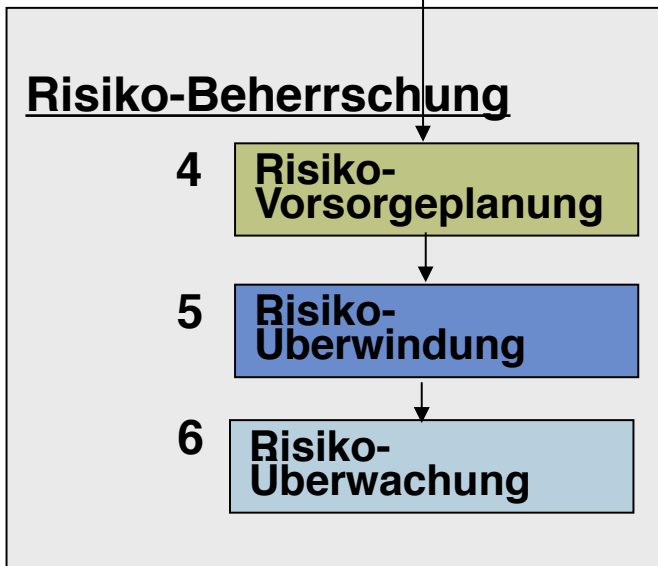 Risiko-Beherrschung
4
Risiko-
Vorsorgeplanung
5
Risiko-
Überwindung
6
Risiko-
Überwachung